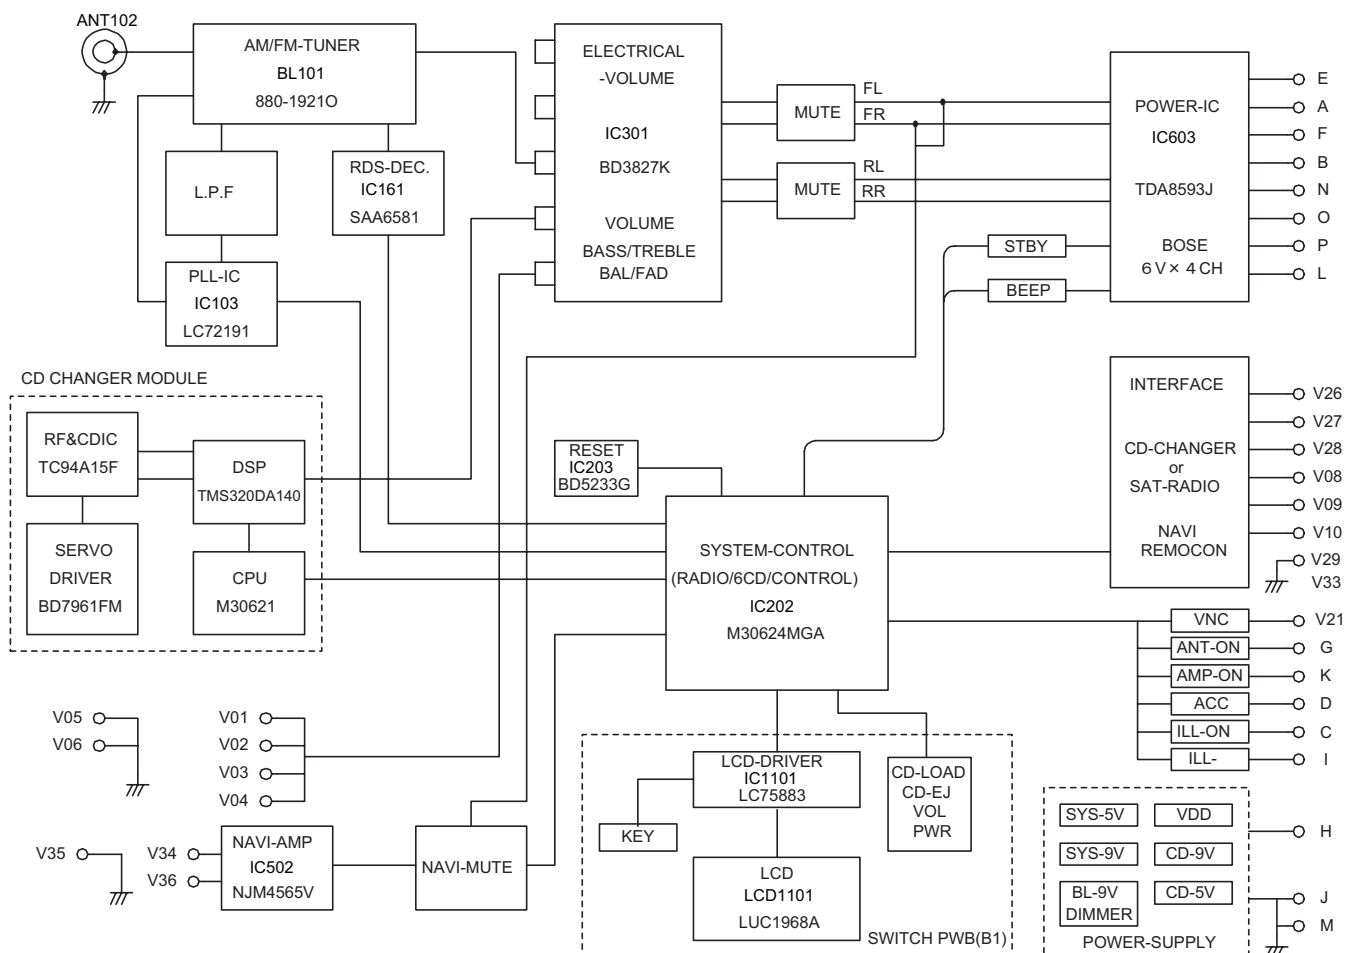 ANT102
AM/FM-TUNER
BL101
880-1921O
L.P.F
RDS-DEC.
IC161
SAA6581
PLL-IC
IC103
LC72191
ELECTRICAL
-VOLUME
IC301
BD3827K
VOLUME
BASS/TREBLE
BAL/FAD
MUTE
FL
FR
MUTE
RL
RR
STBY
BEEP
POWER-IC
IC603
TDA8593J
BOSE
6V× 4CH
E
A
F
B
N
O
P
L
CD CHANGER MODULE
RF&CDIC
TC94A15F
DSP
TMS320DA140
SERVO
DRIVER
BD7961FM
CPU
M30621
RESET
IC203
BD5233G
SYSTEM-CONTROL
(RADIO/6CD/CONTROL)
IC202
M30624MGA
INTERFACE
CD-CHANGER
or
SAT-RADIO
NAVI
REMOCON
V26
V27
V28
V08
V09
V10
V29
V33
VNC
V21
ANT-ON
G
AMP-ON
K
ACC
D
ILL-ON
C
ILL-
I
V05
V06
V01
V02
V03
V04
V35
V34
V36
NAVI-AMP
IC502
NJM4565V
NAVI-MUTE
LCD-DRIVER
IC1101
LC75883
KEY
LCD
LCD1101
LUC1968A
CD-LOAD
CD-EJ
VOL
PWR
SWITCH PWB(B1)
SYS-5V
VDD
SYS-9V
CD-9V
BL-9V
DIMMER
CD-5V
POWER-SUPPLY
H
J
M